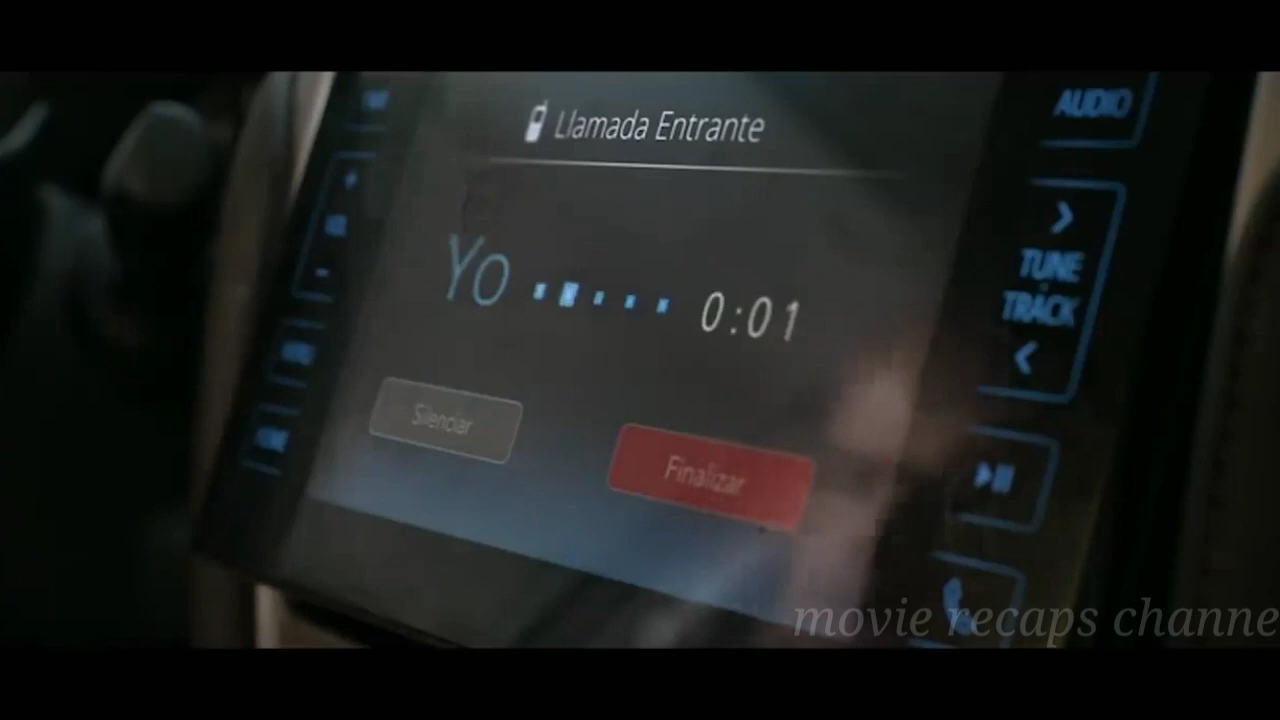 Llamada Entrante
Yo 0:01
Silenciar
Finalizar
+
-
AUDIO
>
TUNE
TRACK
<
movie recaps channe